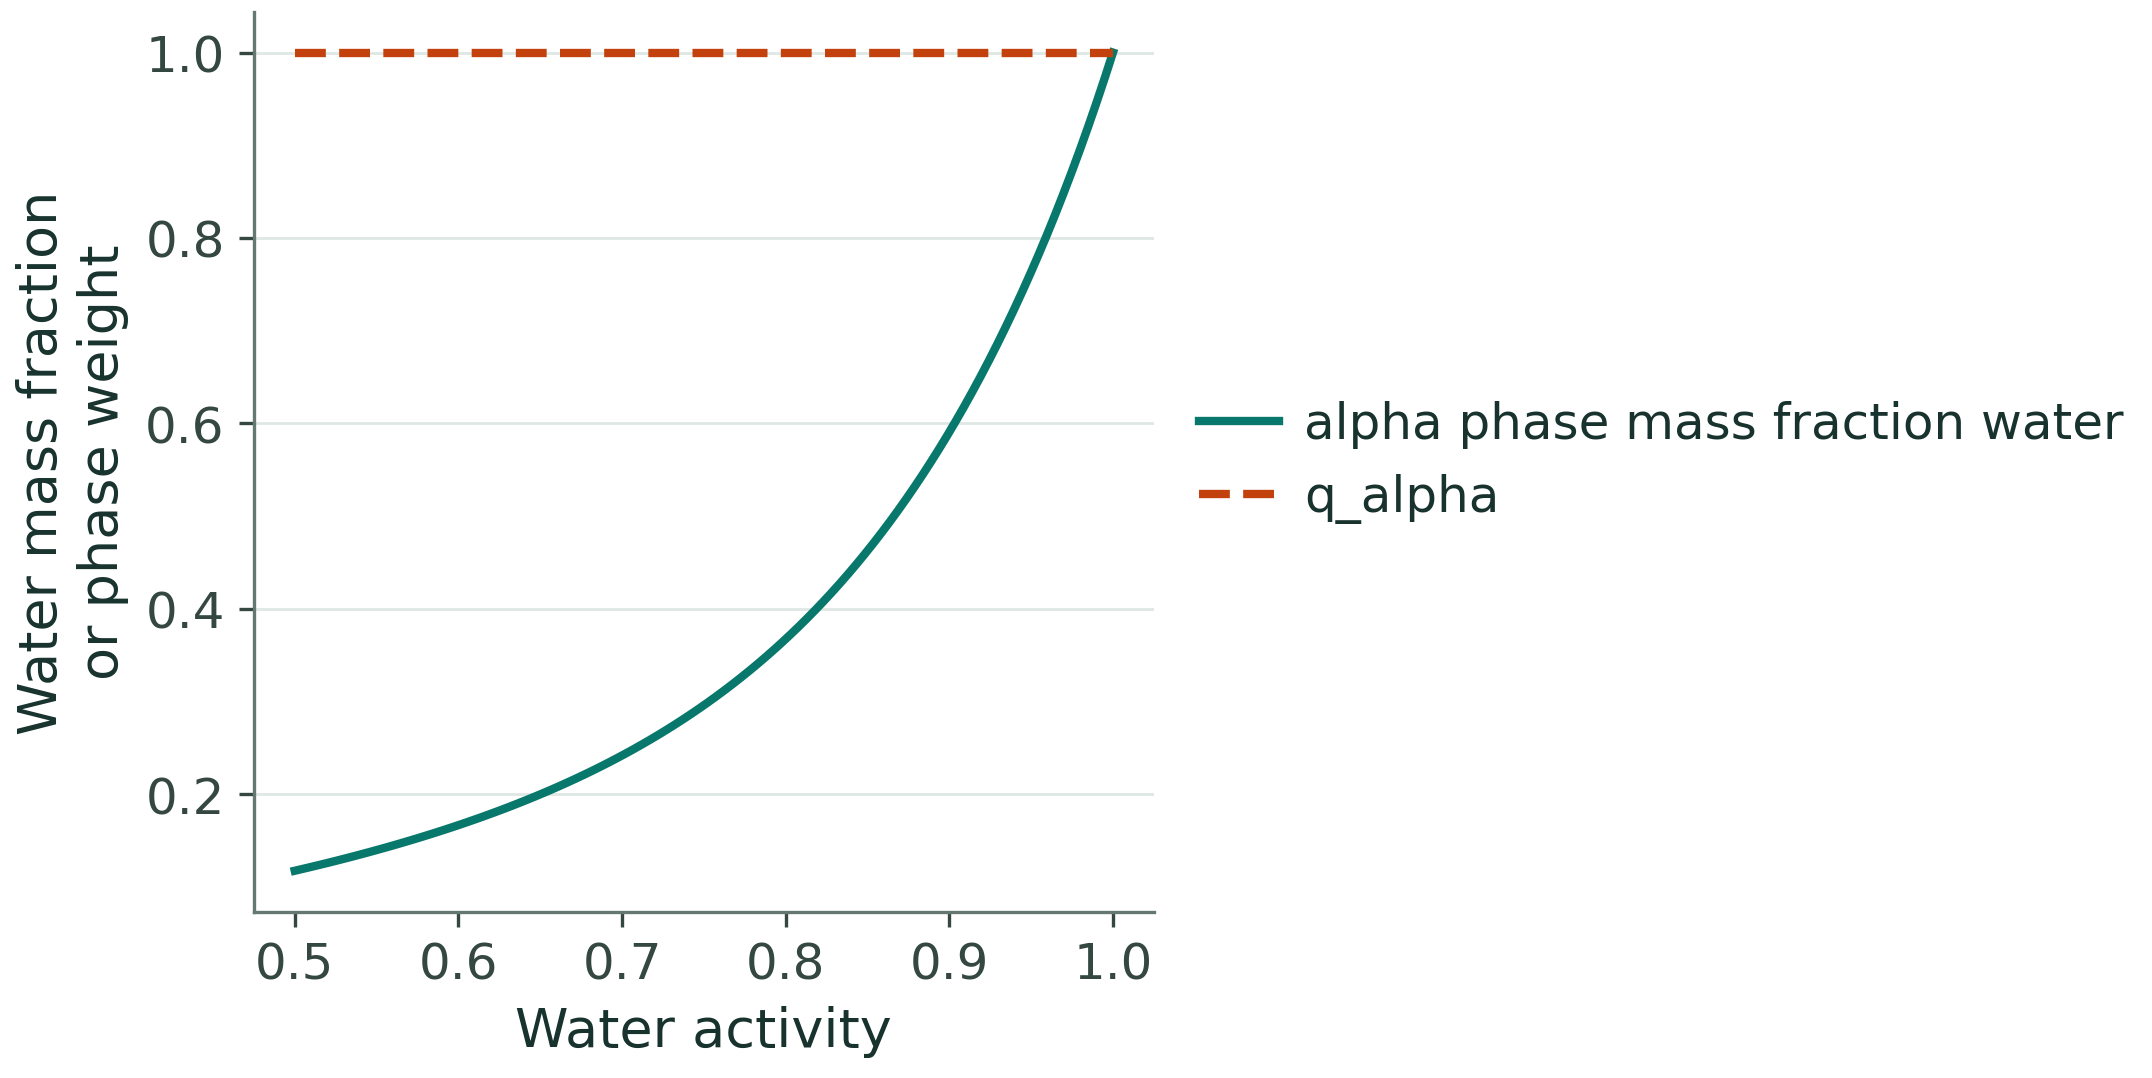 Water mass fraction
or phase weight
1.0
0.8
0.6
0.4
0.2
0.5 0.6 0.7 0.8 0.9 1.0
Water activity
alpha phase mass fraction water
q_alpha